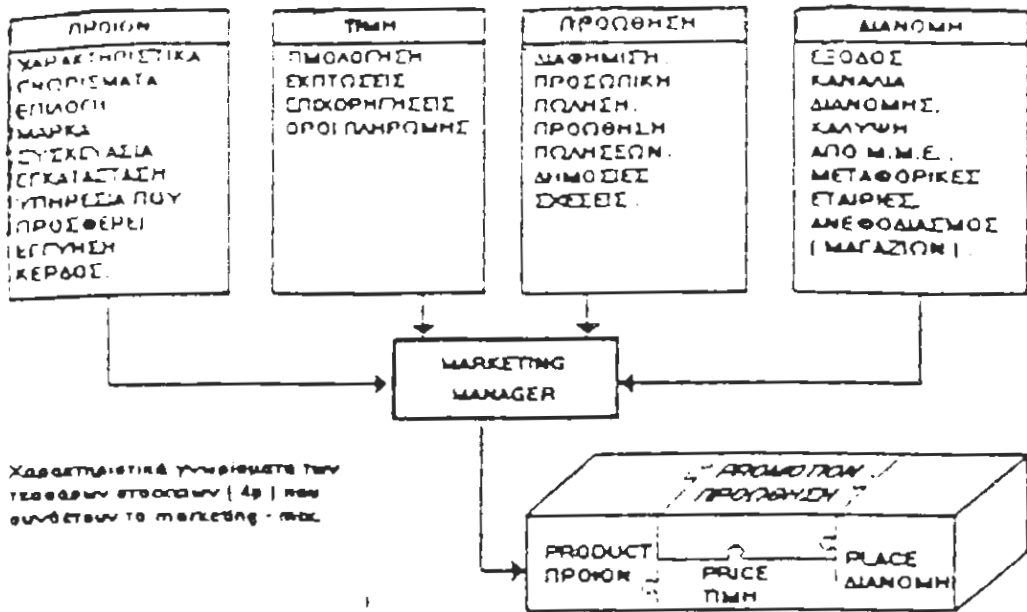 ΠΡΟΙΟΝ
ΧΑΡΑΚΤΗΡΙΣΤΙΚΑ
ΓΝΩΡΙΣΜΑΤΑ
ΕΠΙΛΟΓΗ
ΜΑΡΚΑ
ΣΥΣΚΕΥΑΣΙΑ
ΕΓΚΑΤΑΣΤΑΣΗ
ΥΠΗΡΕΣΙΑ ΠΟΥ
ΠΡΟΣΦΕΡΕΙ
ΕΓΓΥΗΣΗ
ΚΕΡΔΟΣ.
ΤΙΜΗ
ΤΙΜΟΛΟΓΗΣΗ
ΕΚΠΤΩΣΕΙΣ
ΕΠΙΧΟΡΗΓΗΣΕΙΣ
ΟΡΟΙ ΠΛΗΡΩΜΗΣ
ΠΡΟΩΘΗΣΗ
ΔΙΑΦΗΜΙΣΗ.
ΠΡΟΣΩΠΙΚΗ
ΠΩΛΗΣΗ.
ΠΡΟΩΘΗΣΗ
ΠΩΛΗΣΕΩΝ.
ΔΗΜΟΣΙΕΣ
ΣΧΕΣΕΙΣ.
ΔΙΑΝΟΜΗ
ΕΞΟΔΟΣ
ΚΑΝΑΛΙΑ
ΔΙΑΝΟΜΗΣ.
ΚΑΛΥΨΗ
ΑΠΟ Μ.Μ.Ε..
ΜΕΤΑΦΟΡΙΚΕΣ
ΕΤΑΙΡΙΕΣ.
ΑΝΕΦΟΔΙΑΣΜΟΣ
( ΜΑΓΑΖΙΩΝ ).
MARKETING
MANAGER
Χαρακτηριστικά γνωρίσματα των
τεσσάρων στοιχείων ( 4p ) που
συνθέτουν το marketing - mix.
PROMOTION
ΠΡΟΩΘΗΣΗ
PRODUCT
ΠΡΟΙΟΝ
PRICE
ΤΙΜΗ
PLACE
ΔΙΑΝΟΜΗ